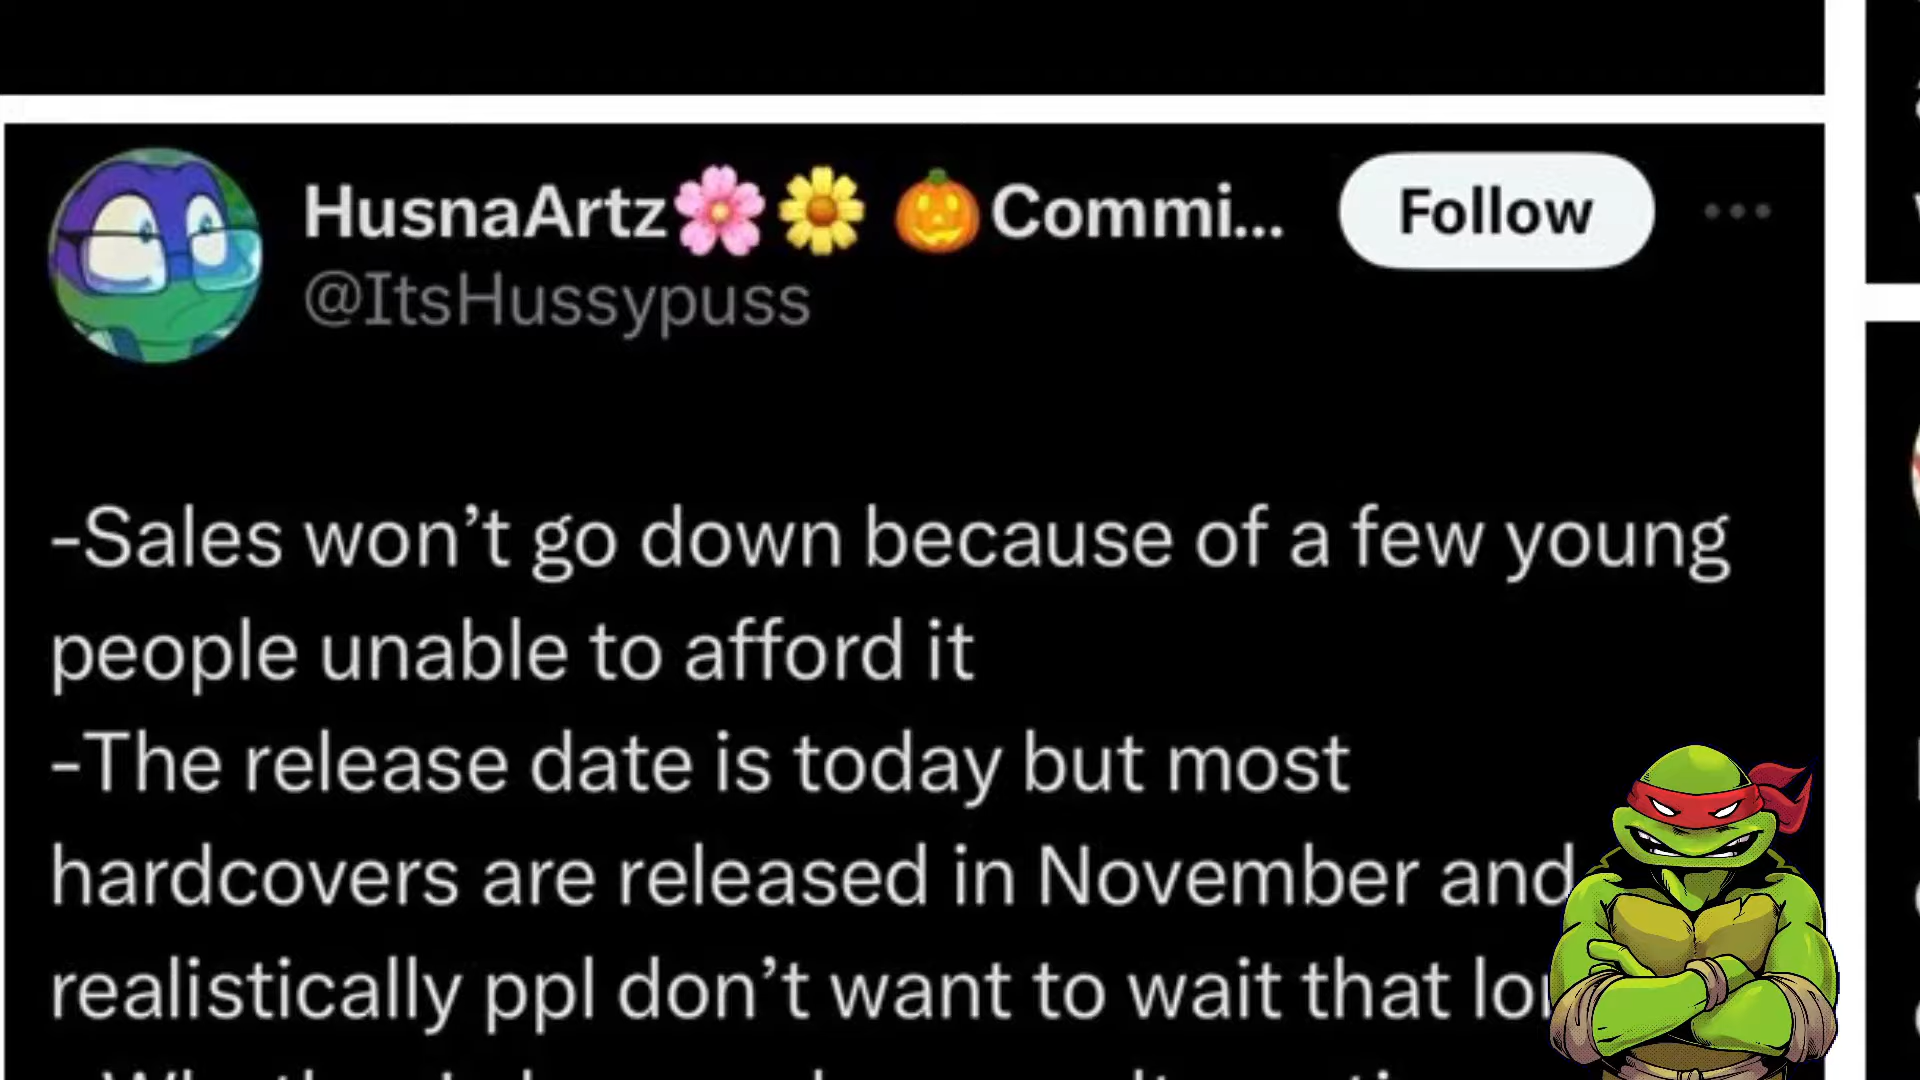 HusnaArtz🌸🌼 🎃Commi...
Follow
@ItsHussypuss
-Sales won’t go down because of a few young
people unable to afford it
-The release date is today but most
hardcovers are released in November and
realistically ppl don’t want to wait that